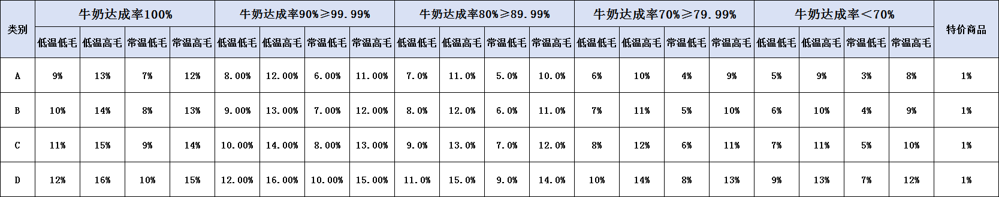 类别 牛奶达成率100% 牛奶达成率90%≥99.99% 牛奶达成率80%≥89.99% 牛奶达成率70%≥79.99% 牛奶达成率＜70% 特价商品
低温低毛 低温高毛 常温低毛 常温高毛 低温低毛 低温高毛 常温低毛 常温高毛 低温低毛 低温高毛 常温低毛 常温高毛 低温低毛 低温高毛 常温低毛 常温高毛 低温低毛 低温高毛 常温低毛 常温高毛
A 9% 13% 7% 12% 8.00% 12.00% 6.00% 11.00% 7.0% 11.0% 5.0% 10.0% 6% 10% 4% 9% 5% 9% 3% 8% 1%
B 10% 14% 8% 13% 9.00% 13.00% 7.00% 12.00% 8.0% 12.0% 6.0% 11.0% 7% 11% 5% 10% 6% 10% 4% 9% 1%
C 11% 15% 9% 14% 10.00% 14.00% 8.00% 13.00% 9.0% 13.0% 7.0% 12.0% 8% 12% 6% 11% 7% 11% 5% 10% 1%
D 12% 16% 10% 15% 12.00% 16.00% 10.00% 15.00% 11.0% 15.0% 9.0% 14.0% 10% 14% 8% 13% 9% 13% 7% 12% 1%